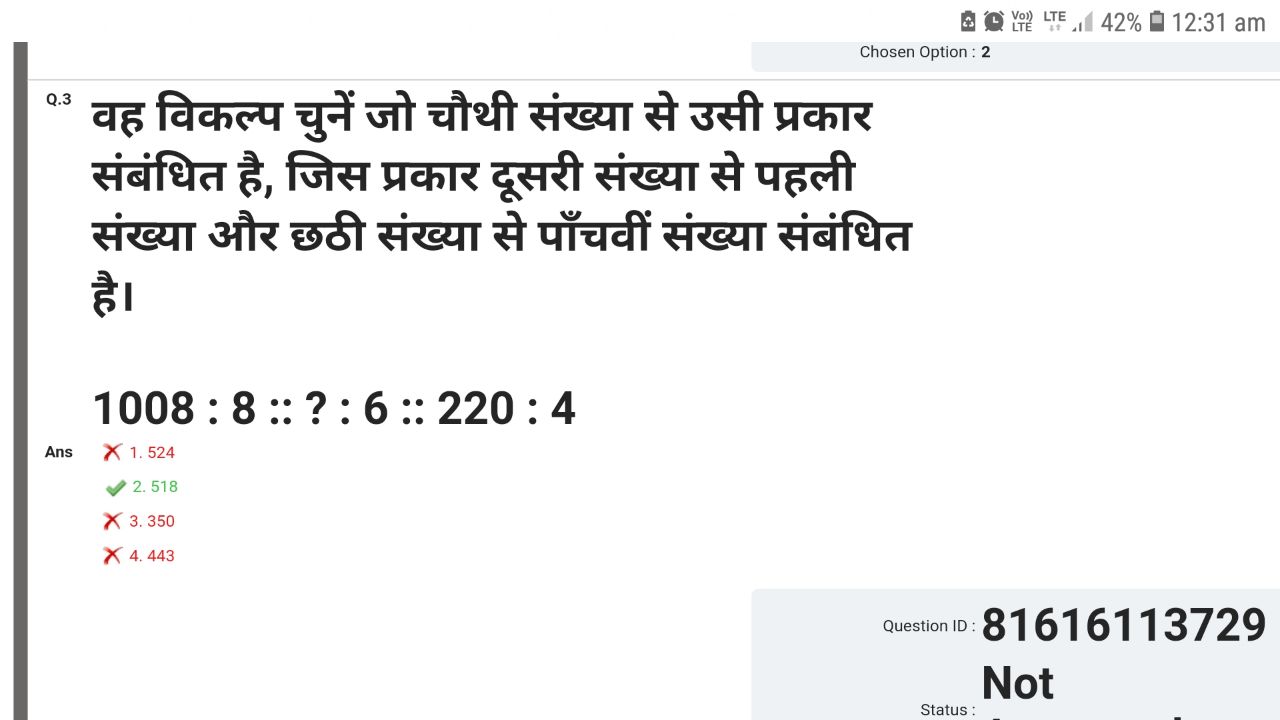 Vo)) LTE LTE 42% 12:31 am
Chosen Option : 2
Q.3 वह विकल्प चुनें जो चौथी संख्या से उसी प्रकार
संबंधित है, जिस प्रकार दूसरी संख्या से पहली
संख्या और छठी संख्या से पाँचवीं संख्या संबंधित
है।
1008 : 8 :: ? : 6 :: 220 : 4
Ans 1. 524
2. 518
3. 350
4. 443
Question ID : 81616113729
Status : Not